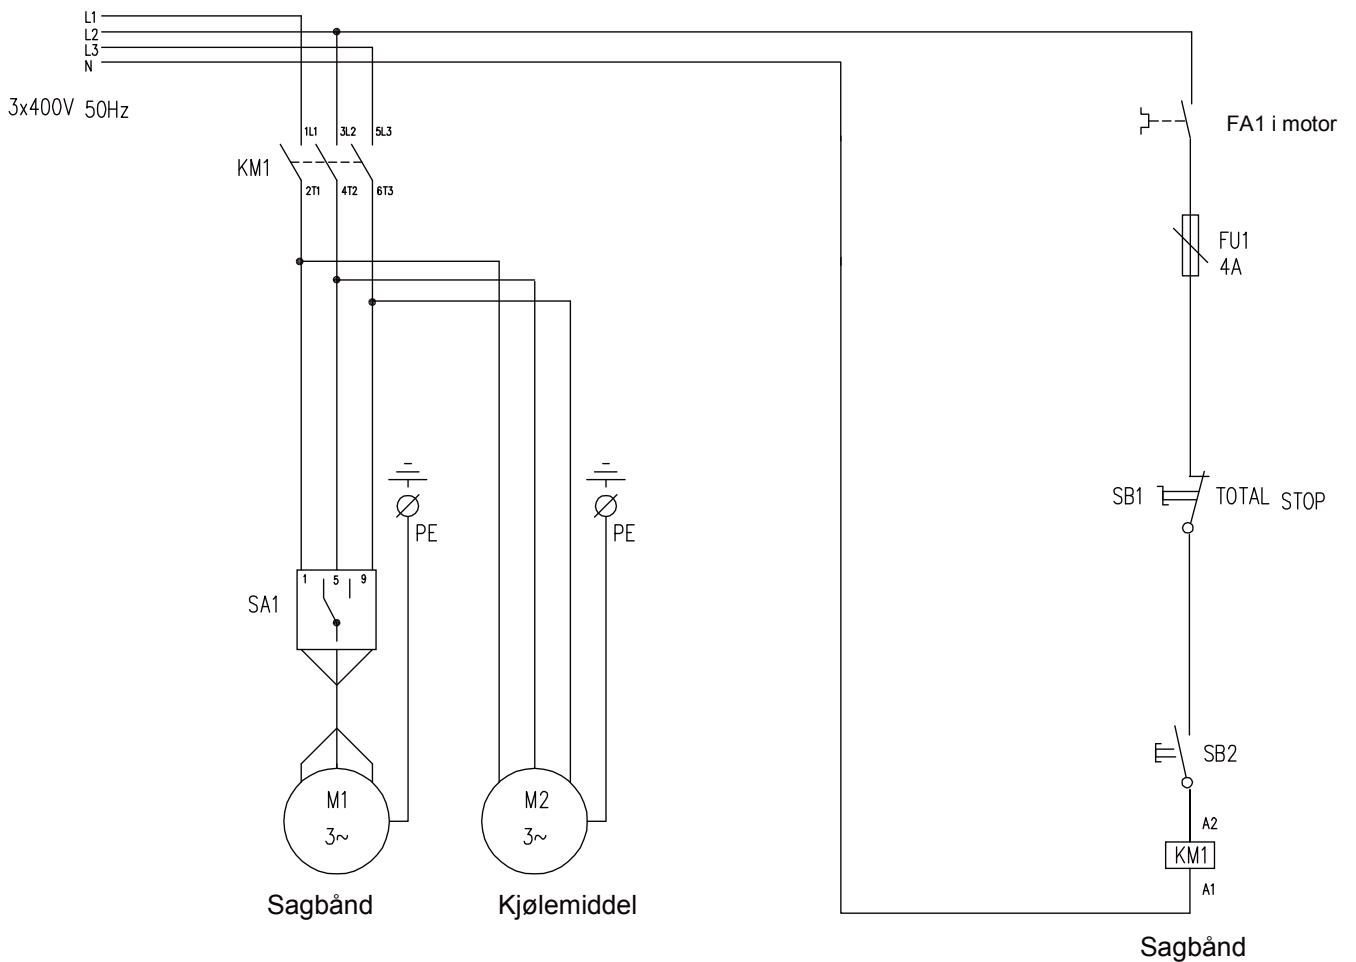 L1
L2
L3
N
3x400V 50Hz
1L1 3L2 5L3
KM1
2T1 4T2 6T3
FA1 i motor
FU1
4A
SB1 TOTAL STOP
PE PE
1 5 9
SA1
SB2
M1
3~
M2
3~
A2
KM1
A1
Sagbånd Kjølemiddel
Sagbånd